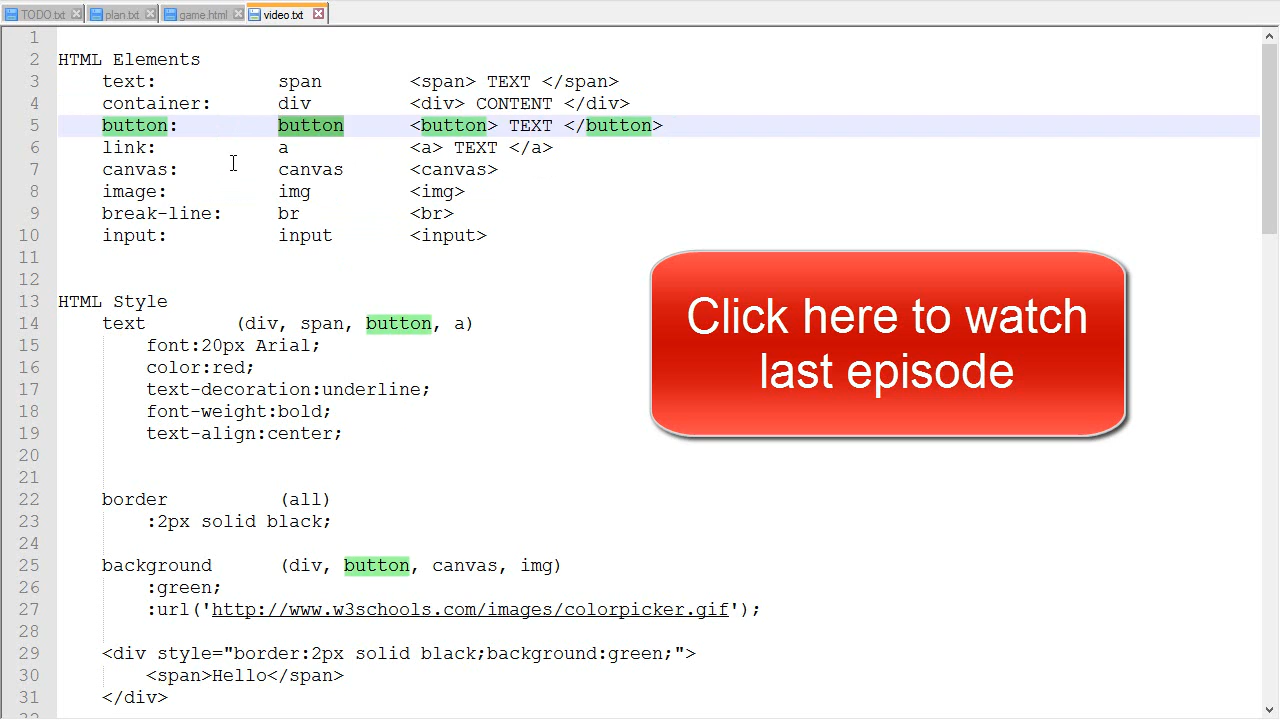 TODO.txt plan.txt game.html video.txt
1
2 HTML Elements
3 text: span <span> TEXT </span>
4 container: div <div> CONTENT </div>
5 button: button <button> TEXT </button>
6 link: a <a> TEXT </a>
7 canvas: canvas <canvas>
8 image: img <img>
9 break-line: br <br>
10 input: input <input>
11
12
13 HTML Style
14 text (div, span, button, a)
15 font:20px Arial;
16 color:red;
17 text-decoration:underline;
18 font-weight:bold;
19 text-align:center;
20
21
22 border (all)
23 :2px solid black;
24
25 background (div, button, canvas, img)
26 :green;
27 :url('http://www.w3schools.com/images/colorpicker.gif');
28
29 <div style="border:2px solid black;background:green;">
30 <span>Hello</span>
31 </div>
32
Click here to watch
last episode